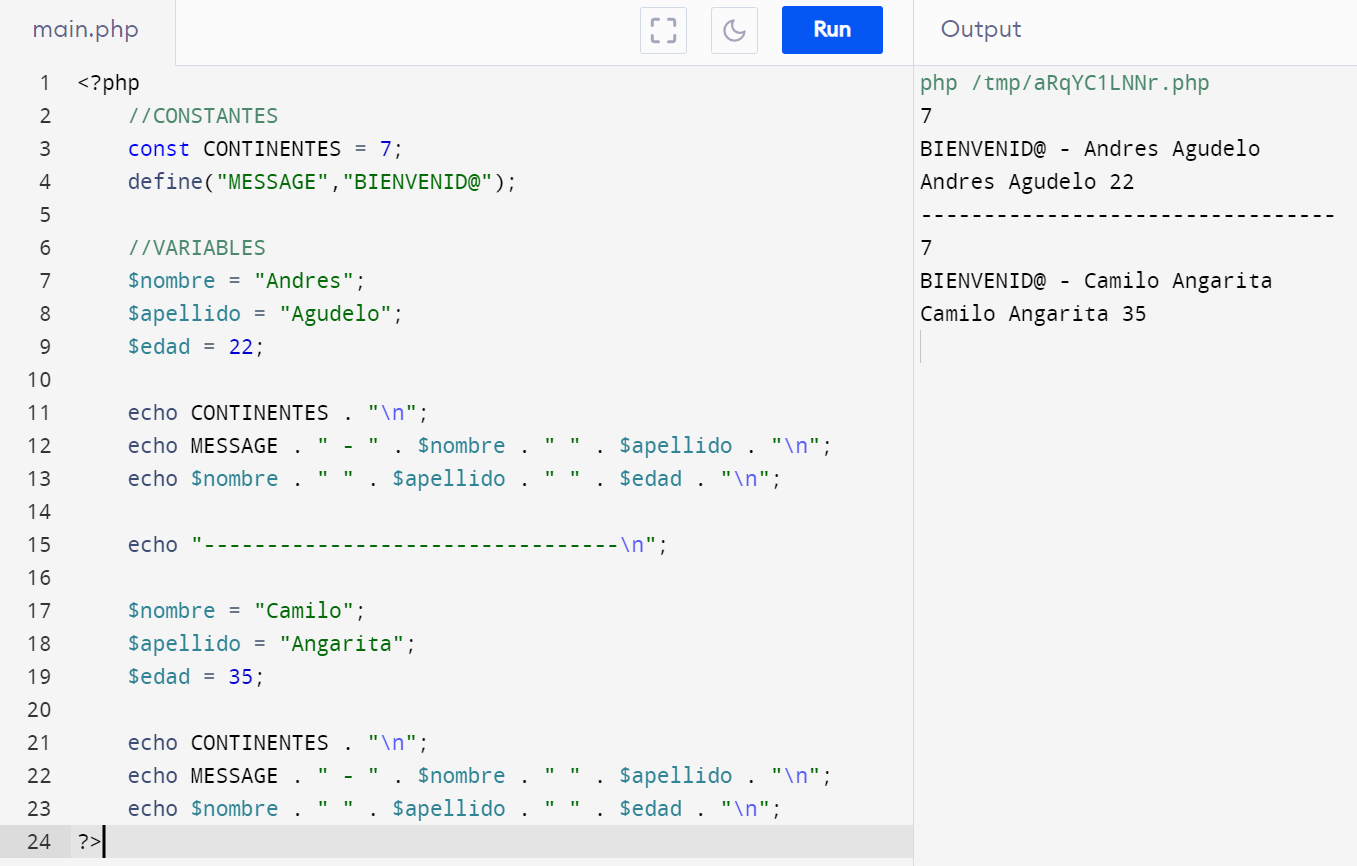 main.php
Run
Output
1 <?php
2     //CONSTANTES
3     const CONTINENTES = 7;
4     define("MESSAGE","BIENVENID@");
5
6     //VARIABLES
7     $nombre = "Andres";
8     $apellido = "Agudelo";
9     $edad = 22;
10
11     echo CONTINENTES . "\n";
12     echo MESSAGE . " - " . $nombre . " " . $apellido . "\n";
13     echo $nombre . " " . $apellido . " " . $edad . "\n";
14
15     echo "---------------------------------\n";
16
17     $nombre = "Camilo";
18     $apellido = "Angarita";
19     $edad = 35;
20
21     echo CONTINENTES . "\n";
22     echo MESSAGE . " - " . $nombre . " " . $apellido . "\n";
23     echo $nombre . " " . $apellido . " " . $edad . "\n";
24 ?>
php /tmp/aRqYC1LNNr.php
7
BIENVENID@ - Andres Agudelo
Andres Agudelo 22
---------------------------------
7
BIENVENID@ - Camilo Angarita
Camilo Angarita 35